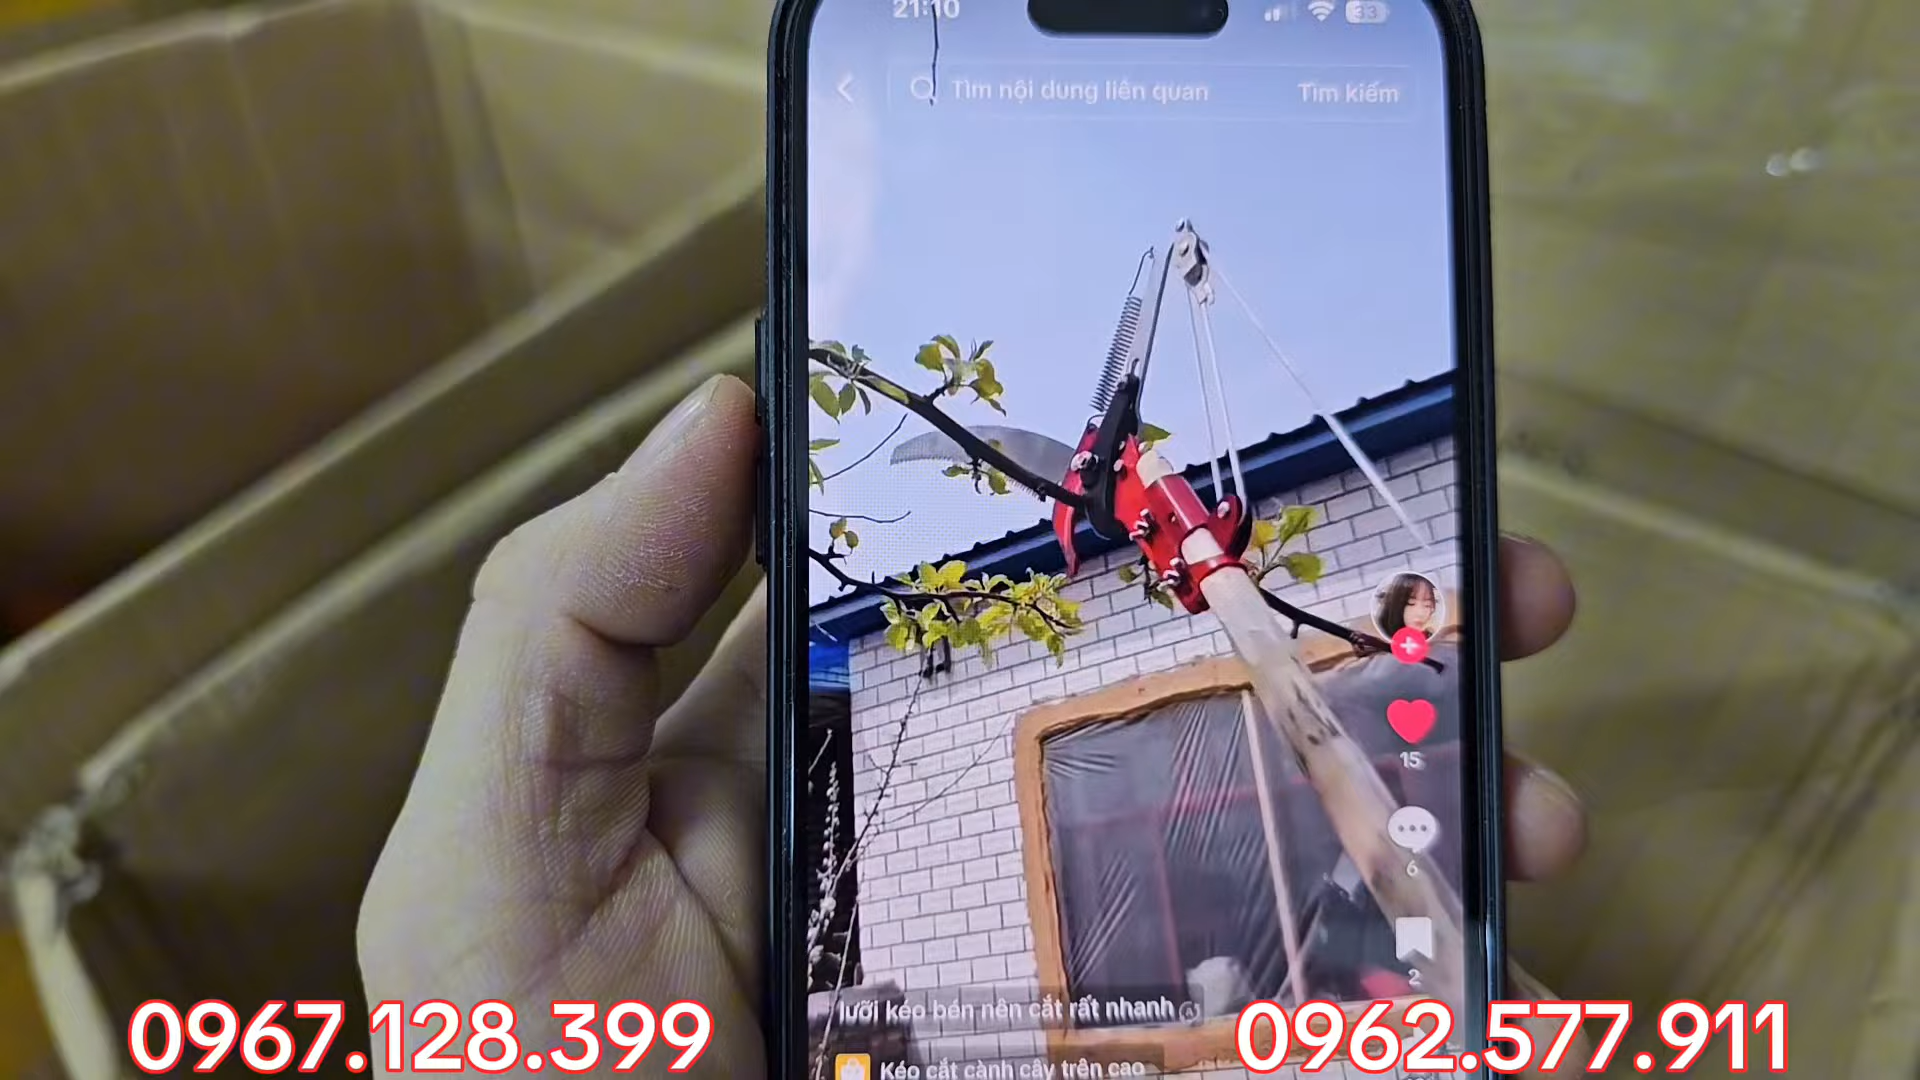 21:10
33
Tìm nội dung liên quan
Tìm kiếm
15
6
2
lưỡi kéo bén nên cắt rất nhanh
Kéo cắt cành cây trên cao
0967.128.399
0962.577.911